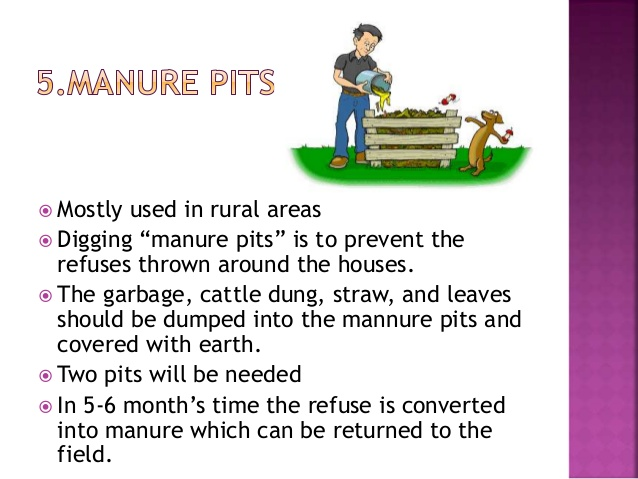 5.MANURE PITS
Mostly used in rural areas
Digging “manure pits” is to prevent the
refuses thrown around the houses.
The garbage, cattle dung, straw, and leaves
should be dumped into the mannure pits and
covered with earth.
Two pits will be needed
In 5-6 month’s time the refuse is converted
into manure which can be returned to the
field.